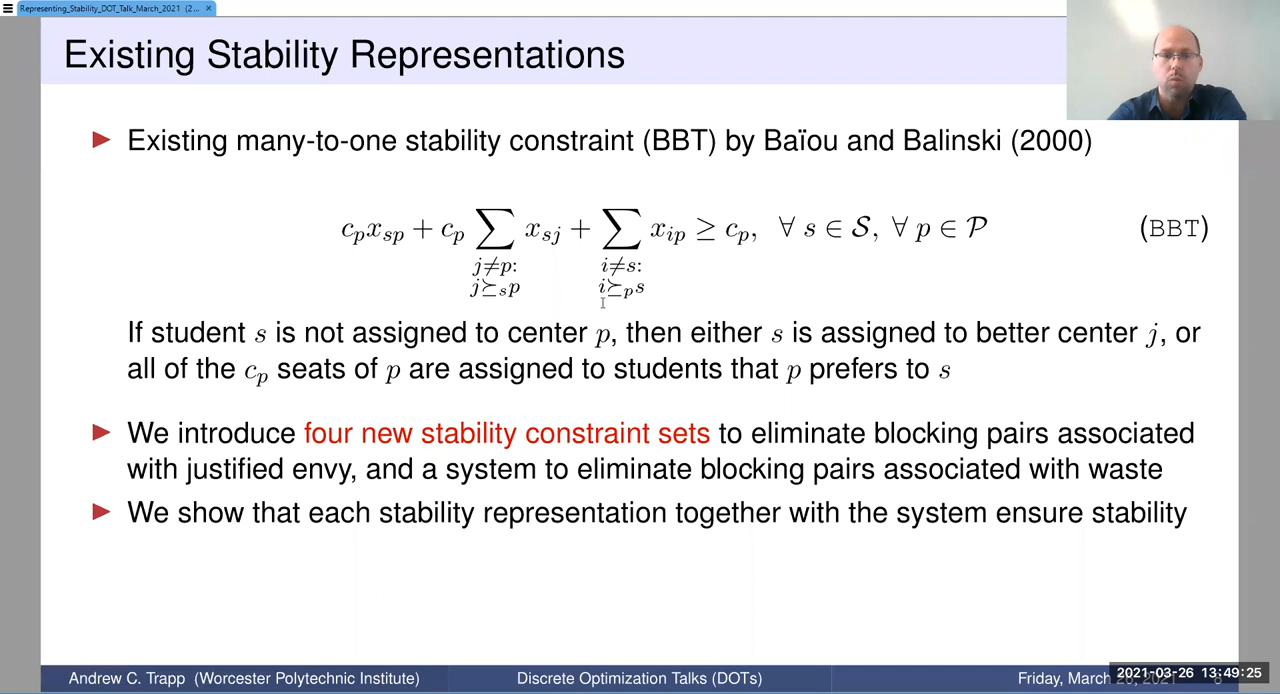 Representing_Stability_DOT_Talk_March_2021 (2... ×
Existing Stability Representations
Existing many-to-one stability constraint (BBT) by Baïou and Balinski (2000)
c_p x_{sp} + c_p ∑_{j≠p: j⪰_s p} x_{sj} + ∑_{i≠s: i⪰_p s} x_{ip} ≥ c_p, ∀ s ∈ 𝒮, ∀ p ∈ 𝒫 (BBT)
If student s is not assigned to center p, then either s is assigned to better center j, or
all of the c_p seats of p are assigned to students that p prefers to s
We introduce four new stability constraint sets to eliminate blocking pairs associated
with justified envy, and a system to eliminate blocking pairs associated with waste
We show that each stability representation together with the system ensure stability
Andrew C. Trapp (Worcester Polytechnic Institute) Discrete Optimization Talks (DOTs) Friday, March
2021-03-26 13:49:25